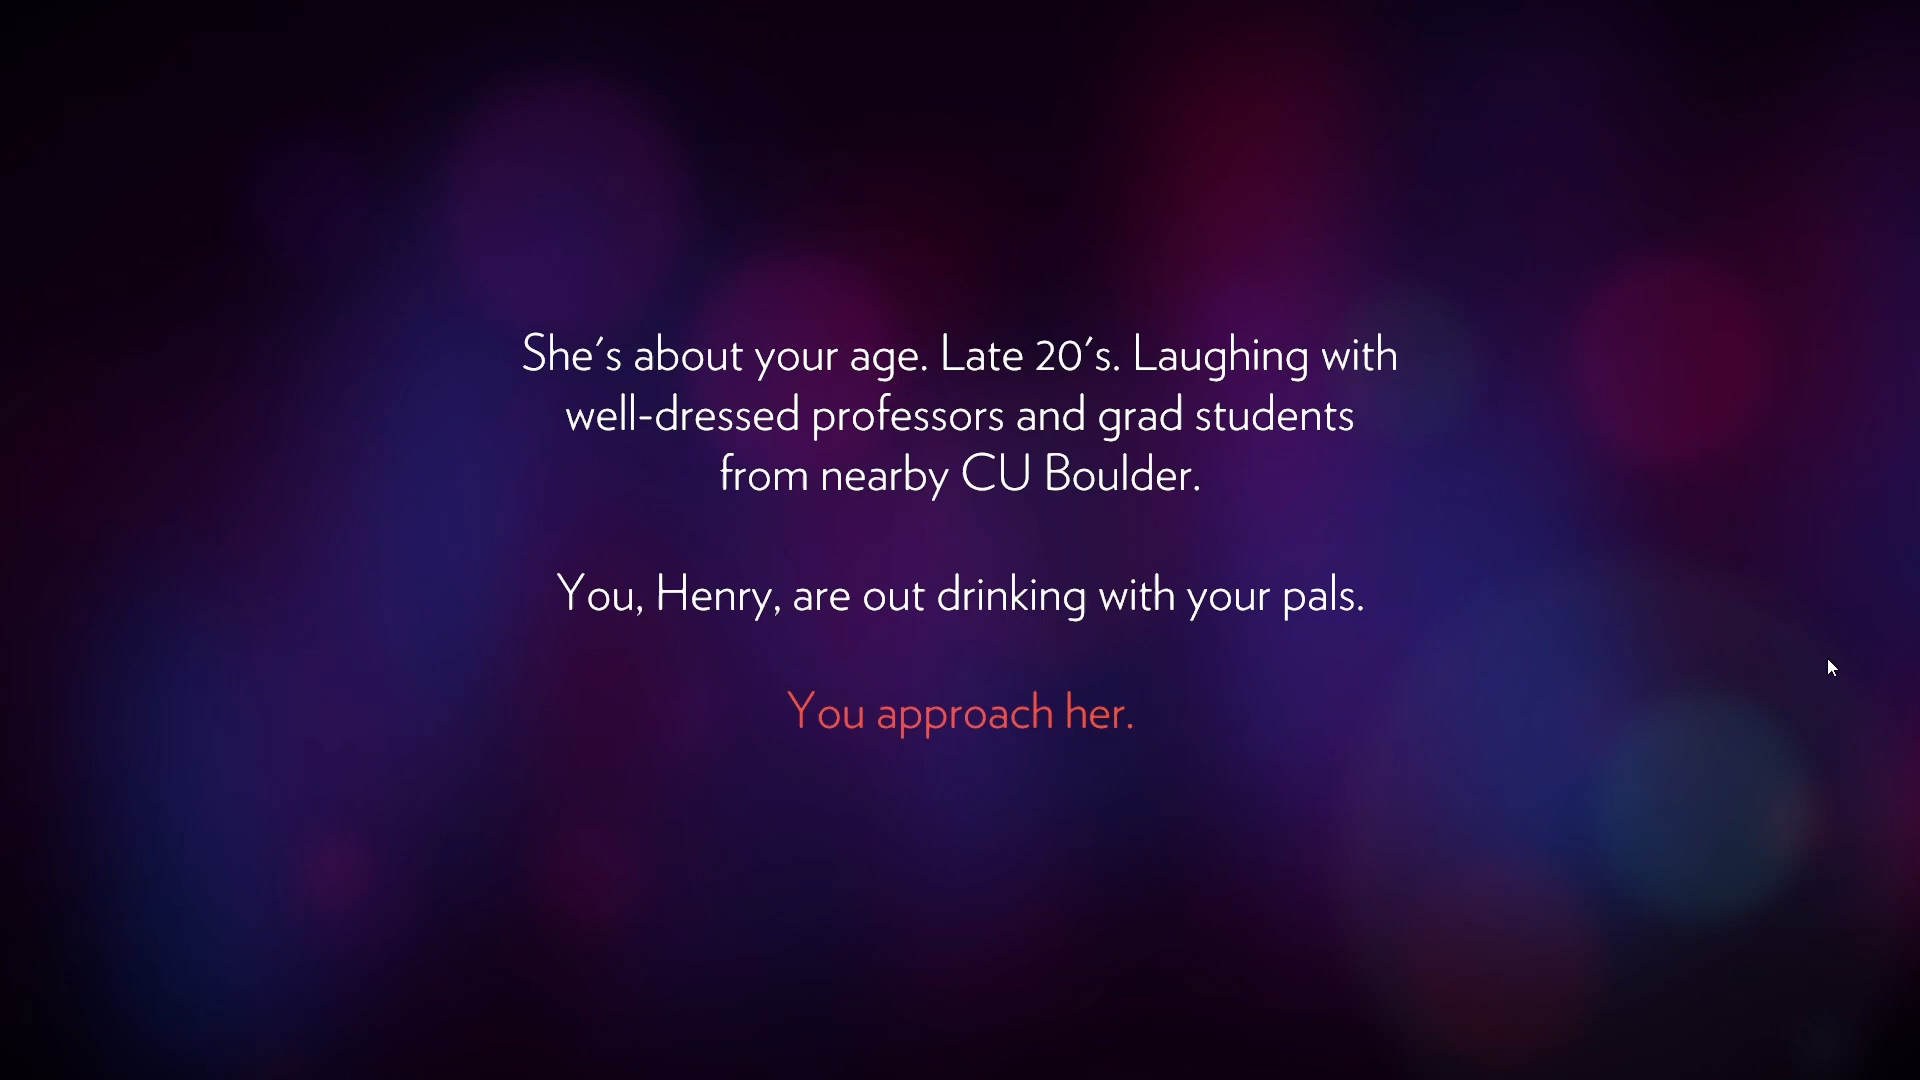 She's about your age. Late 20's. Laughing with
well-dressed professors and grad students
from nearby CU Boulder.
You, Henry, are out drinking with your pals.
You approach her.